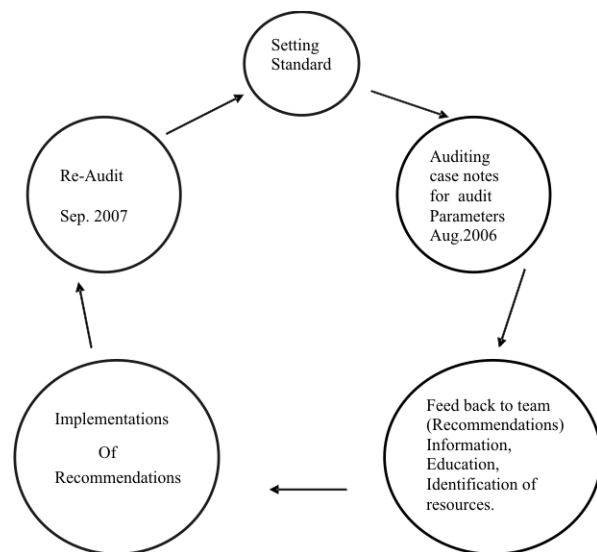 Setting
Standard
Auditing
case notes
for audit
Parameters
Aug.2006
Feed back to team
(Recommendations)
Information,
Education,
Identification of
resources.
Implementations
Of
Recommendations
Re-Audit
Sep. 2007